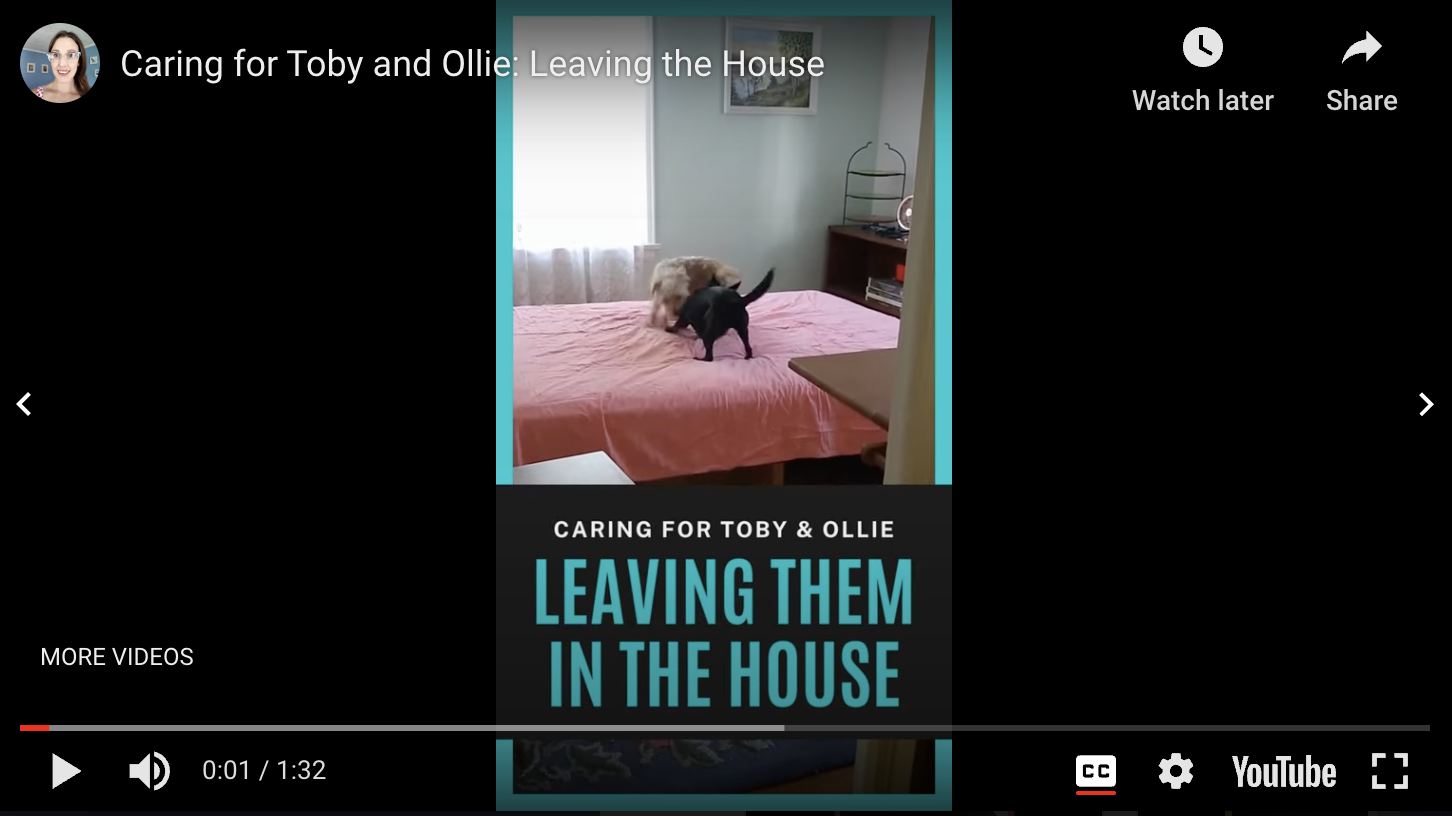 Caring for Toby and Ollie: Leaving the House
Watch later
Share
CARING FOR TOBY & OLLIE
LEAVING THEM
IN THE HOUSE
MORE VIDEOS
0:01 / 1:32
CC
YouTube